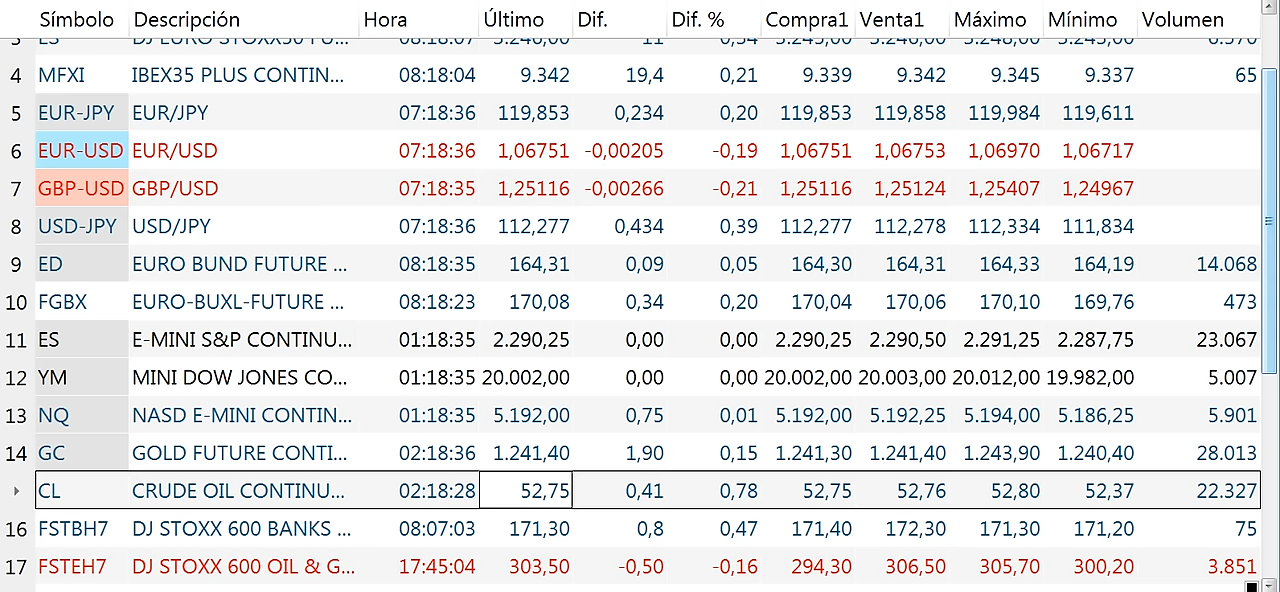 Símbolo Descripción Hora Último Dif. Dif. % Compra1 Venta1 Máximo Mínimo Volumen
4 MFXI IBEX35 PLUS CONTIN... 08:18:04 9.342 19,4 0,21 9.339 9.342 9.345 9.337 65
5 EUR-JPY EUR/JPY 07:18:36 119,853 0,234 0,20 119,853 119,858 119,984 119,611
6 EUR-USD EUR/USD 07:18:36 1,06751 -0,00205 -0,19 1,06751 1,06753 1,06970 1,06717
7 GBP-USD GBP/USD 07:18:35 1,25116 -0,00266 -0,21 1,25116 1,25124 1,25407 1,24967
8 USD-JPY USD/JPY 07:18:36 112,277 0,434 0,39 112,277 112,278 112,334 111,834
9 ED EURO BUND FUTURE ... 08:18:35 164,31 0,09 0,05 164,30 164,31 164,33 164,19 14.068
10 FGBX EURO-BUXL-FUTURE ... 08:18:23 170,08 0,34 0,20 170,04 170,06 170,10 169,76 473
11 ES E-MINI S&P CONTINU... 01:18:35 2.290,25 0,00 0,00 2.290,25 2.290,50 2.291,25 2.287,75 23.067
12 YM MINI DOW JONES CO... 01:18:35 20.002,00 0,00 0,00 20.002,00 20.003,00 20.012,00 19.982,00 5.007
13 NQ NASD E-MINI CONTIN... 01:18:35 5.192,00 0,75 0,01 5.192,00 5.192,25 5.194,00 5.186,25 5.901
14 GC GOLD FUTURE CONTI... 02:18:36 1.241,40 1,90 0,15 1.241,30 1.241,40 1.243,90 1.240,40 28.013
CL CRUDE OIL CONTINU... 02:18:28 52,75 0,41 0,78 52,75 52,76 52,80 52,37 22.327
16 FSTBH7 DJ STOXX 600 BANKS ... 08:07:03 171,30 0,8 0,47 171,40 172,30 171,30 171,20 75
17 FSTEH7 DJ STOXX 600 OIL & G... 17:45:04 303,50 -0,50 -0,16 294,30 306,50 305,70 300,20 3.851